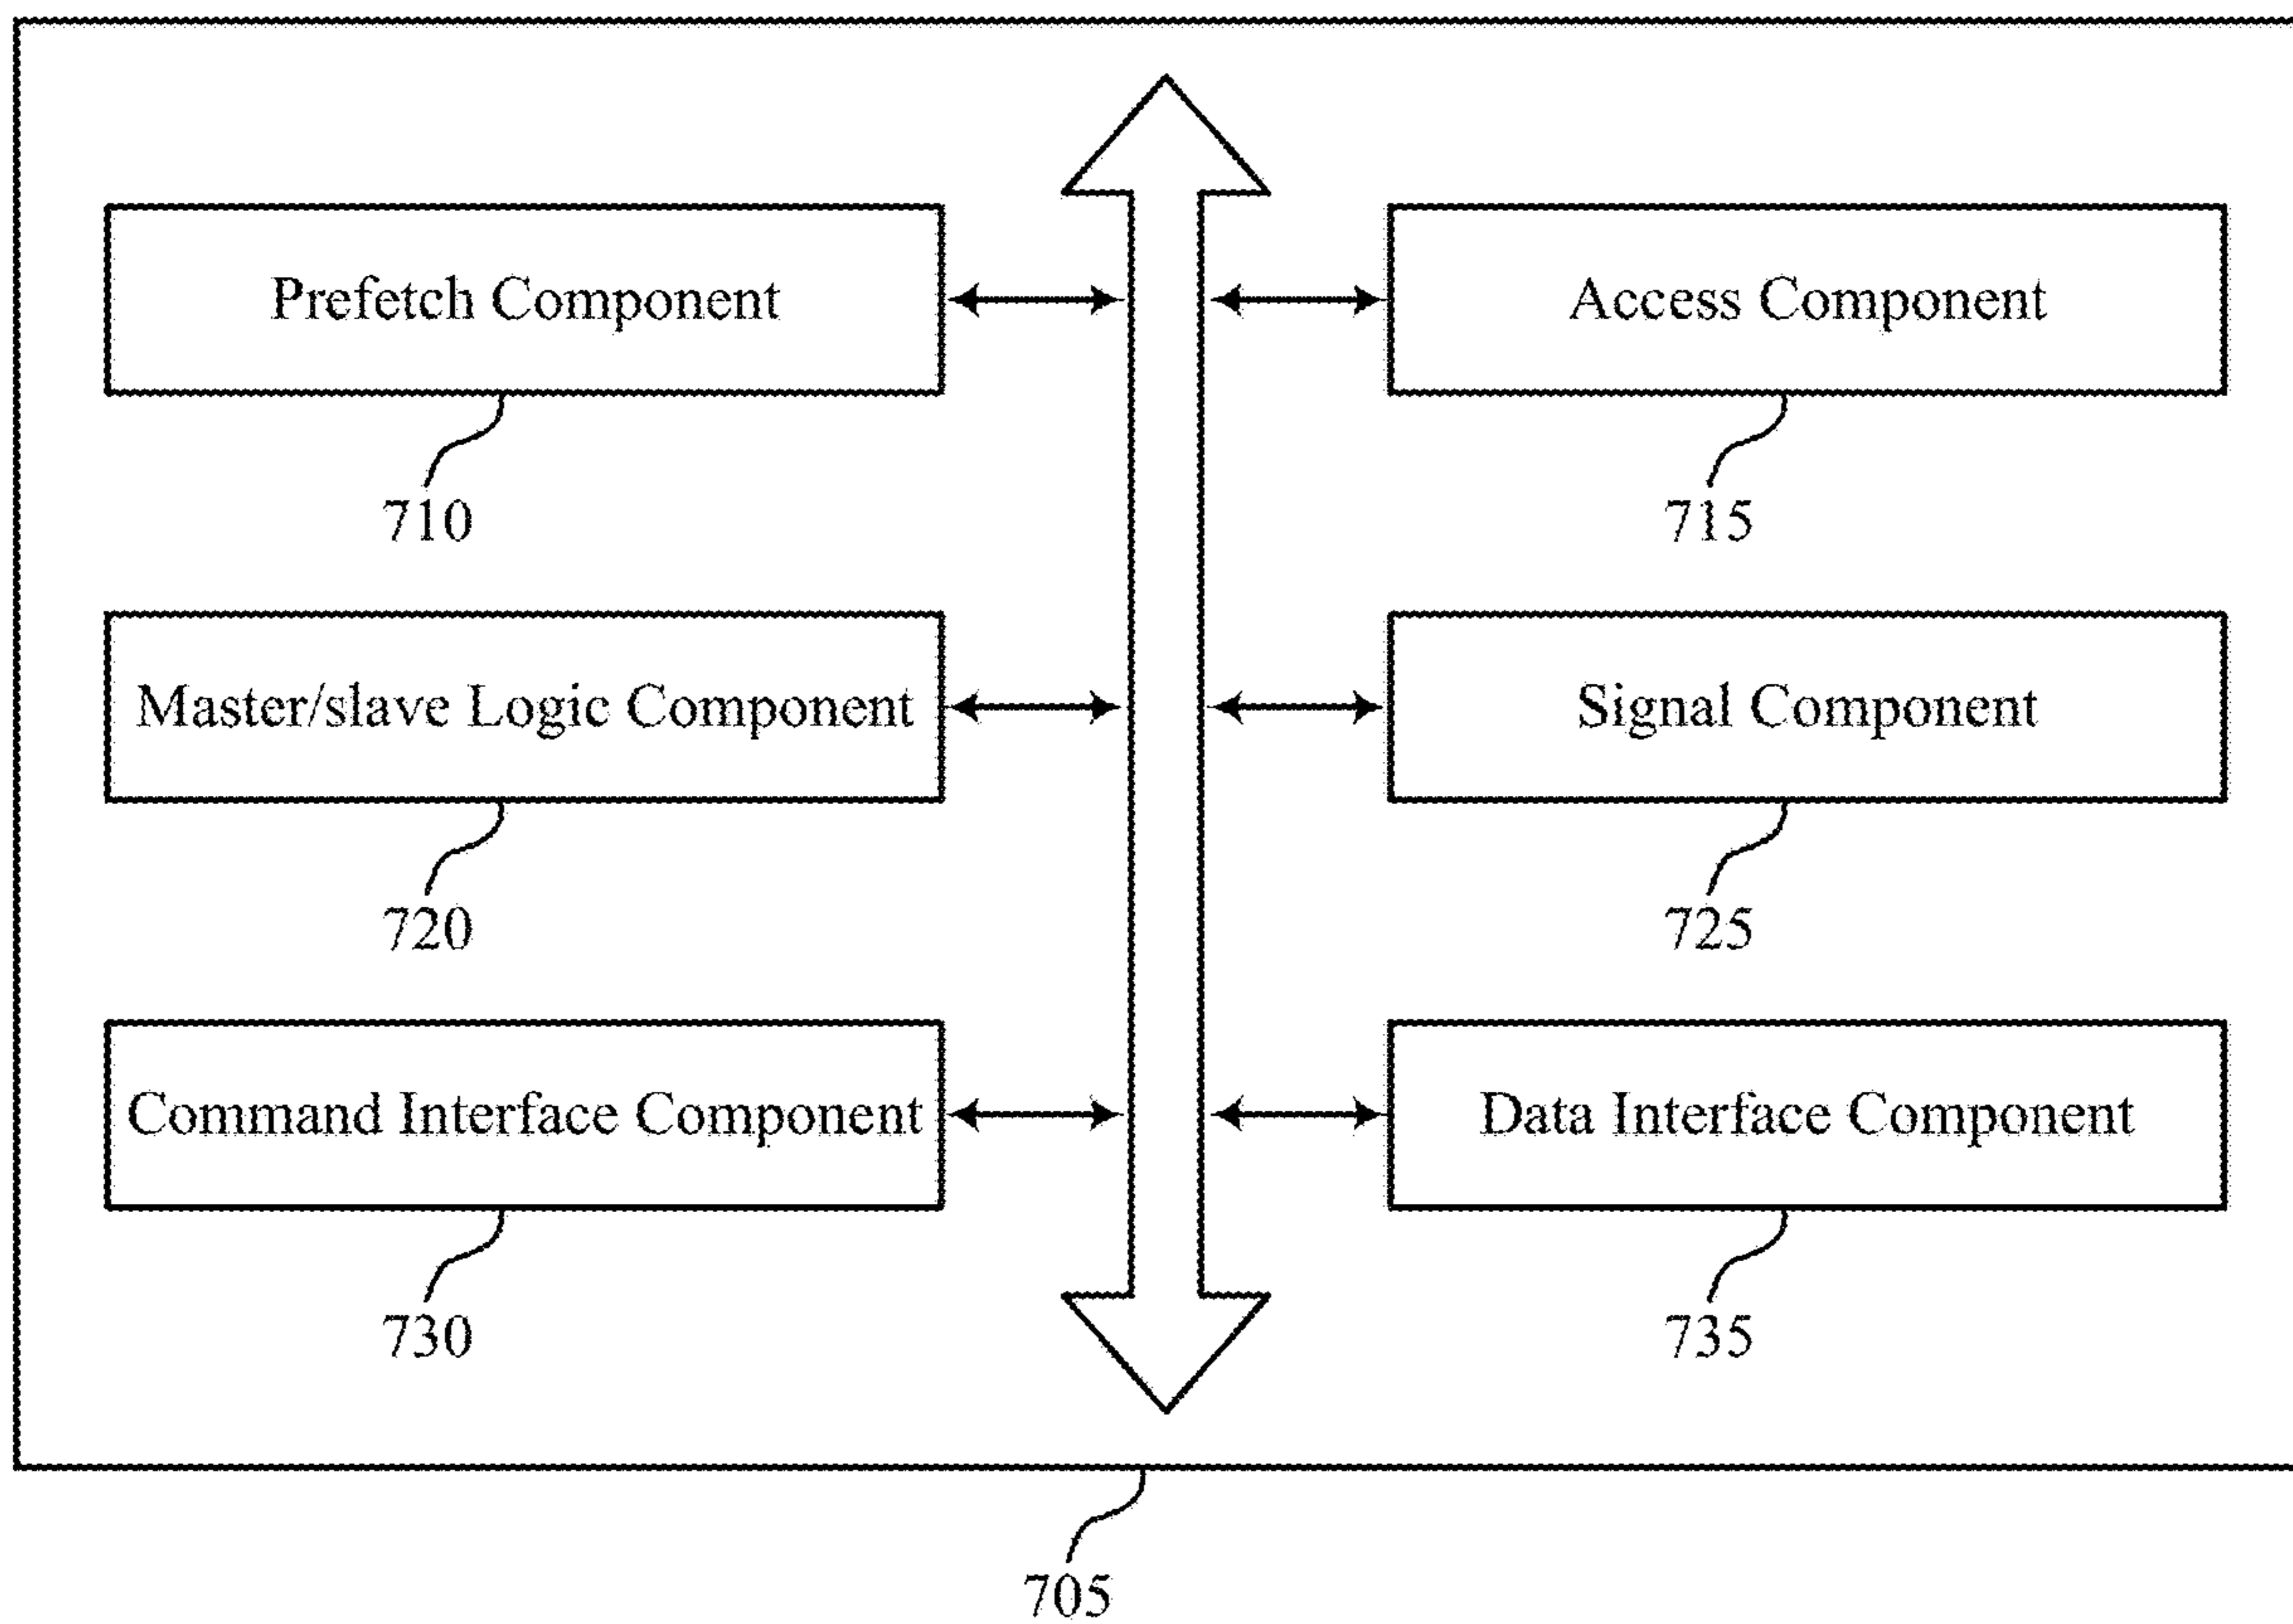 Prefetch Component
Access Component
710
715
Master/slave Logic Component
Signal Component
720
725
Command Interface Component
Data Interface Component
730
735
705